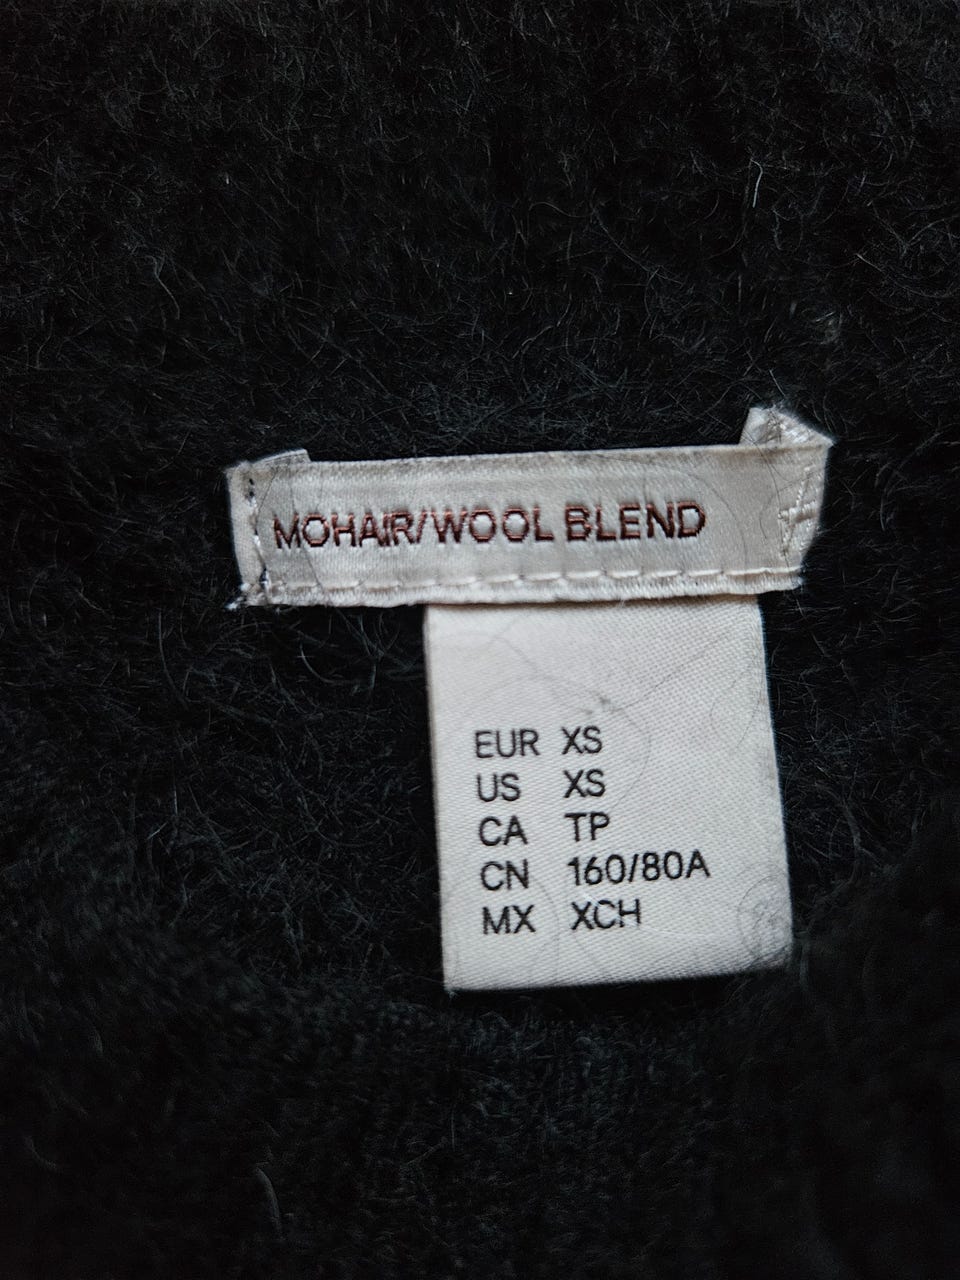 MOHAIR/WOOL BLEND
EUR XS
US XS
CA TP
CN 160/80A
MX XCH